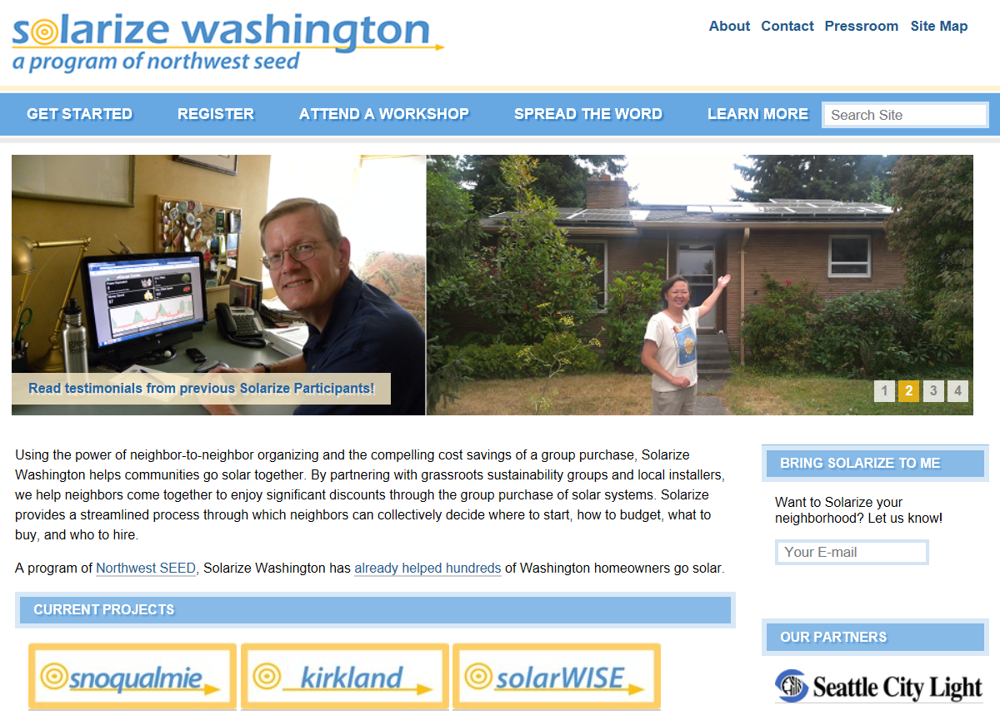 solarize washington
a program of northwest seed
About Contact Pressroom Site Map
GET STARTED REGISTER ATTEND A WORKSHOP SPREAD THE WORD LEARN MORE Search Site
Read testimonials from previous Solarize Participants!
1 2 3 4
Using the power of neighbor-to-neighbor organizing and the compelling cost savings of a group purchase, Solarize
Washington helps communities go solar together. By partnering with grassroots sustainability groups and local installers,
we help neighbors come together to enjoy significant discounts through the group purchase of solar systems. Solarize
provides a streamlined process through which neighbors can collectively decide where to start, how to budget, what to
buy, and who to hire.
A program of Northwest SEED, Solarize Washington has already helped hundreds of Washington homeowners go solar.
CURRENT PROJECTS
snoqualmie
kirkland
solarWISE
BRING SOLARIZE TO ME
Want to Solarize your
neighborhood? Let us know!
Your E-mail
OUR PARTNERS
Seattle City Light